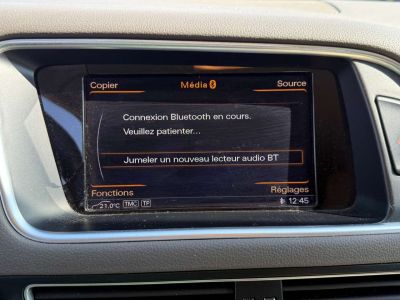 Copier Média Source
Connexion Bluetooth en cours.
Veuillez patienter...
Jumeler un nouveau lecteur audio BT
Fonctions Réglages
21.0°C TMC TP 12:45